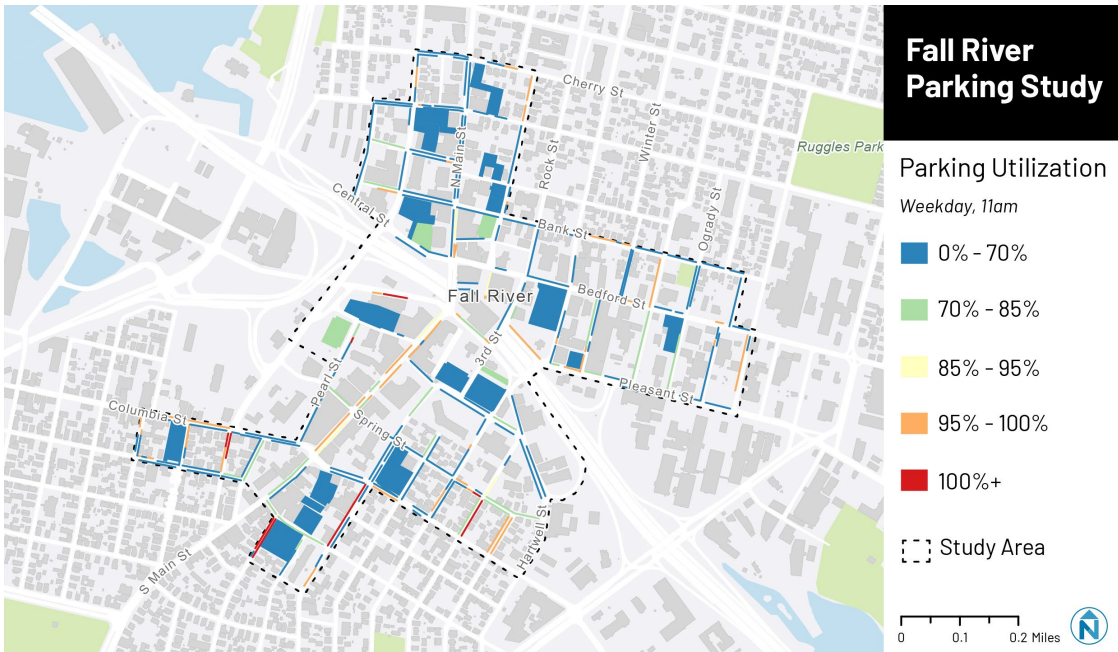 Fall River
Parking Study
Parking Utilization
Weekday, 11am
0% - 70%
70% - 85%
85% - 95%
95% - 100%
100%+
Study Area
0 0.1 0.2 Miles
N
Cherry St
Winter St
Ruggles Park
N Main St
Rock St
Central St
Ogrady St
Bank St
Fall River
Bedford St
3rd St
Pearl St
Pleasant St
Columbia St
Spring St
Hartwell St
S Main St